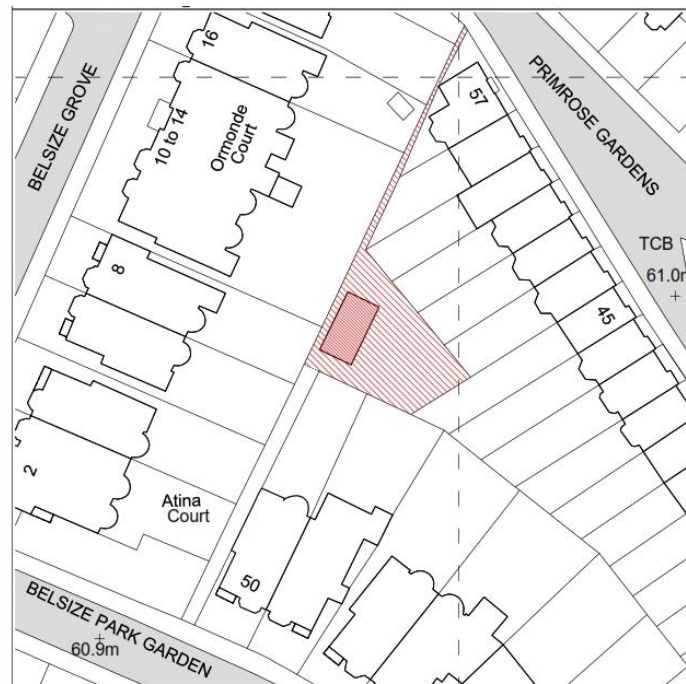 16
Ormonde
Court
10 to 14
BELSIZE GROVE
57
PRIMROSE GARDENS
TCB
61.0m
8
45
2
Atina
Court
50
BELSIZE PARK GARDEN
60.9m